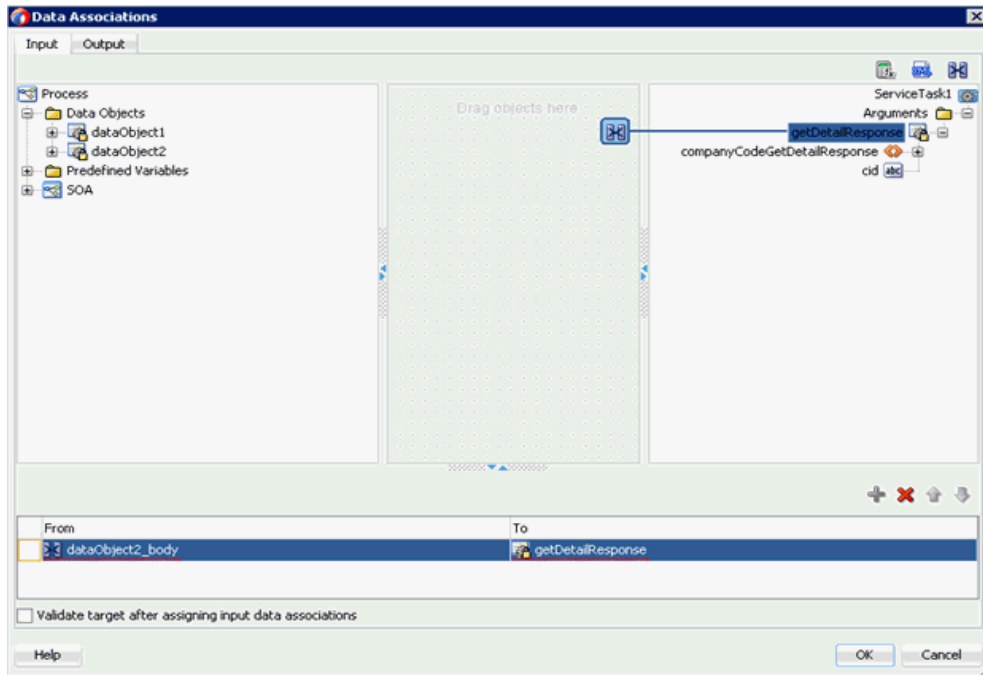 Data Associations
Input Output
Process
Data Objects
dataObject1
dataObject2
Predefined Variables
SOA
Drag objects here
ServiceTask1
Arguments
getDetailResponse
companyCodeGetDetailResponse
cid abc
From To
dataObject2_body getDetailResponse
Validate target after assigning input data associations
Help OK Cancel